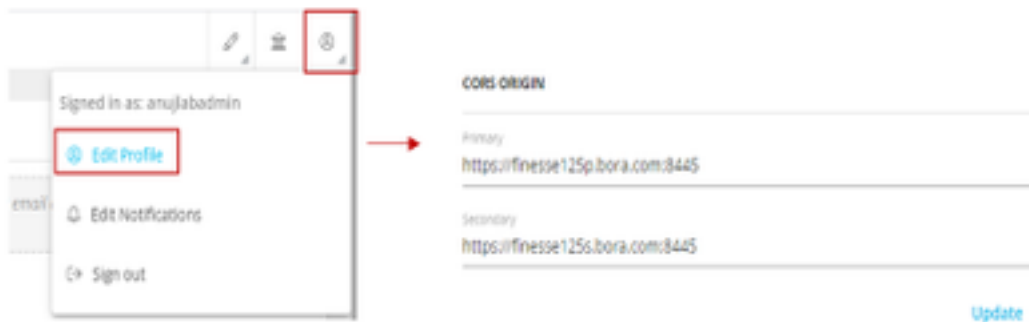 Signed in as: anujlabadmin
Edit Profile
email
Edit Notifications
Sign out
CORS ORIGIN
Primary
https://finesse125p.bora.com:8445
Secondary
https://finesse125s.bora.com:8445
Update